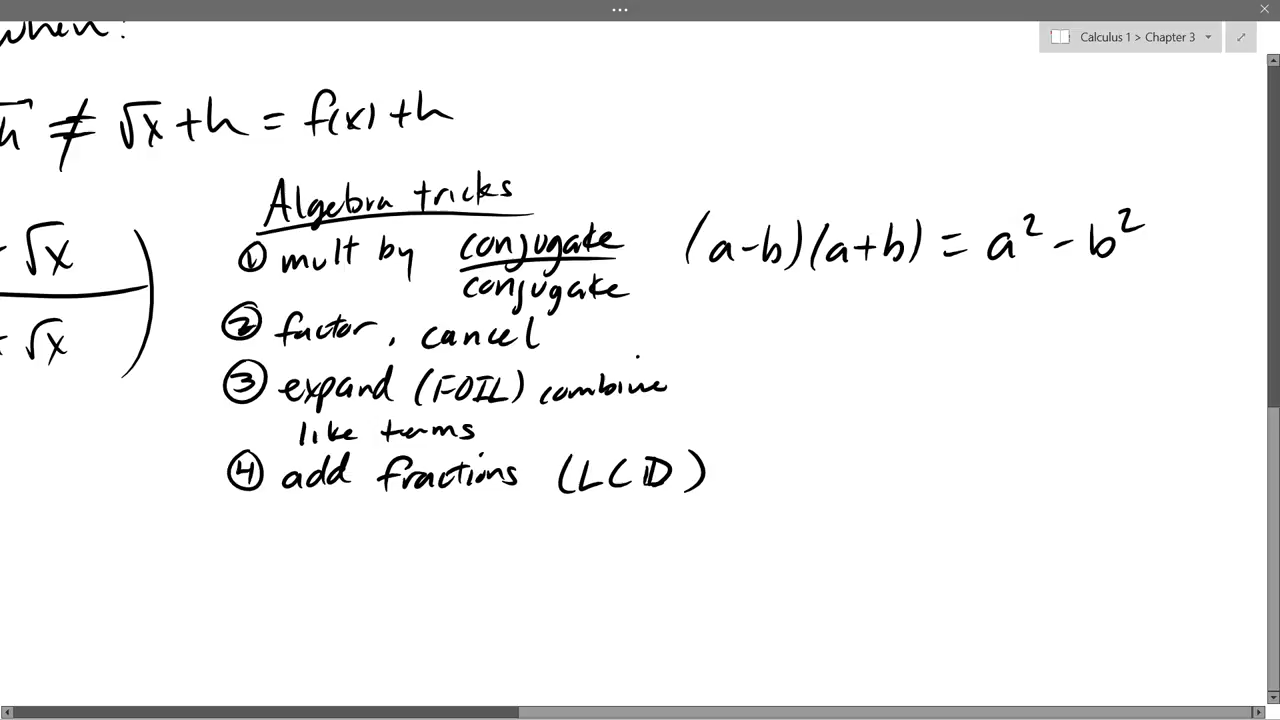 Calculus 1 > Chapter 3
when:
h ≠ √x + h = f(x) + h
Algebra tricks
① mult by conjugate
conjugate
(a-b)(a+b) = a² - b²
√x
√x )
② factor, cancel
③ expand (FOIL) combine
like terms
④ add fractions (LCD)